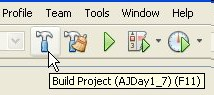 Profile Team Tools Window Help
Build Project (AJDay1_7) (F11)